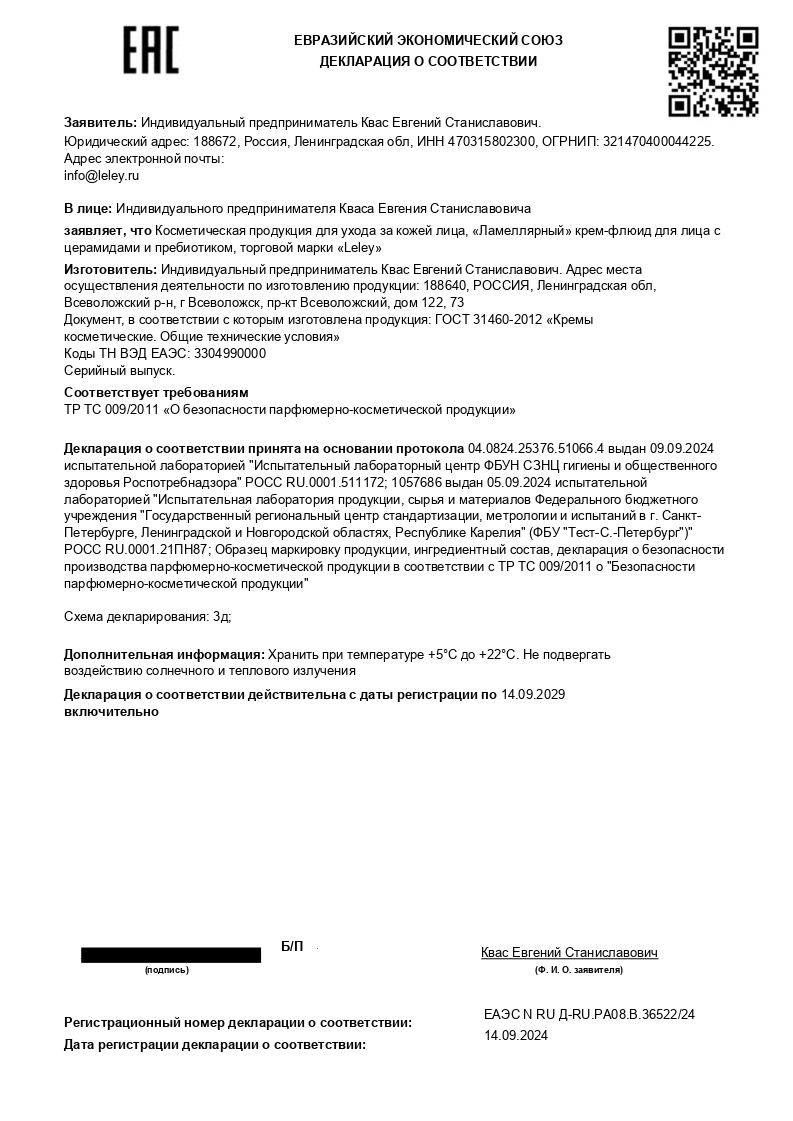 EAC
ЕВРАЗИЙСКИЙ ЭКОНОМИЧЕСКИЙ СОЮЗ
ДЕКЛАРАЦИЯ О СООТВЕТСТВИИ
Заявитель: Индивидуальный предприниматель Квас Евгений Станиславович.
Юридический адрес: 188672, Россия, Ленинградская обл, ИНН 470315802300, ОГРНИП: 321470400044225.
Адрес электронной почты:
info@leley.ru
В лице: Индивидуального предпринимателя Кваса Евгения Станиславовича
заявляет, что Косметическая продукция для ухода за кожей лица, «Ламеллярный» крем-флюид для лица с
церамидами и пребиотиком, торговой марки «Leley»
Изготовитель: Индивидуальный предприниматель Квас Евгений Станиславович. Адрес места
осуществления деятельности по изготовлению продукции: 188640, РОССИЯ, Ленинградская обл,
Всеволожский р-н, г Всеволожск, пр-кт Всеволожский, дом 122, 73
Документ, в соответствии с которым изготовлена продукция: ГОСТ 31460-2012 «Кремы
косметические. Общие технические условия»
Коды ТН ВЭД ЕАЭС: 3304990000
Серийный выпуск.
Соответствует требованиям
ТР ТС 009/2011 «О безопасности парфюмерно-косметической продукции»
Декларация о соответствии принята на основании протокола 04.0824.25376.51066.4 выдан 09.09.2024
испытательной лабораторией "Испытательный лабораторный центр ФБУН СЗНЦ гигиены и общественного
здоровья Роспотребнадзора" РОСС RU.0001.511172; 1057686 выдан 05.09.2024 испытательной
лабораторией "Испытательная лаборатория продукции, сырья и материалов Федерального бюджетного
учреждения "Государственный региональный центр стандартизации, метрологии и испытаний в г. Санкт-
Петербурге, Ленинградской и Новгородской областях, Республике Карелия" (ФБУ "Тест-С.-Петербург")"
РОСС RU.0001.21ПН87; Образец маркировку продукции, ингредиентный состав, декларация о безопасности
производства парфюмерно-косметической продукции в соответствии с ТР ТС 009/2011 о "Безопасности
парфюмерно-косметической продукции"
Схема декларирования: 3д;
Дополнительная информация: Хранить при температуре +5°С до +22°С. Не подвергать
воздействию солнечного и теплового излучения
Декларация о соответствии действительна с даты регистрации по 14.09.2029
включительно
Б/П
Квас Евгений Станиславович
(подпись)
(Ф. И. О. заявителя)
Регистрационный номер декларации о соответствии: ЕАЭС N RU Д-RU.РА08.В.36522/24
Дата регистрации декларации о соответствии: 14.09.2024